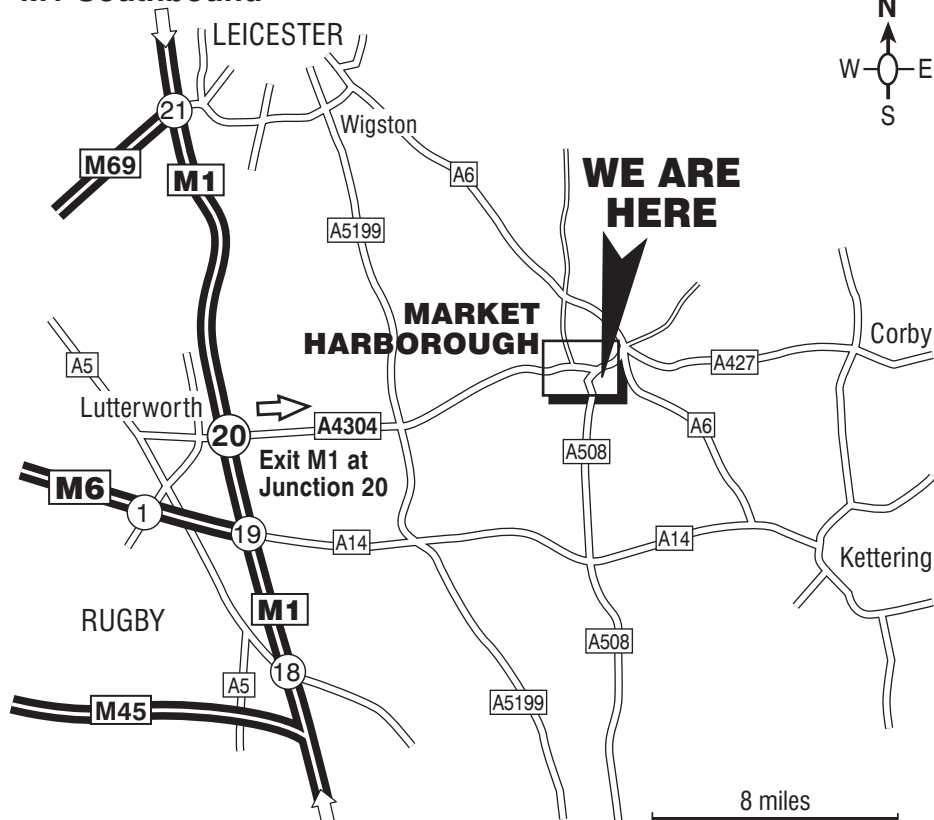 M1 Southbound
N
W
E
S
LEICESTER
21
Wigston
M69
M1
A6
WE ARE
HERE
A5199
MARKET
HARBOROUGH
Corby
A5
A427
Lutterworth
20
A4304
A6
Exit M1 at
Junction 20
A508
M6
1
19
A14
A14
Kettering
M1
RUGBY
A508
18
A5
A5199
M45
8 miles